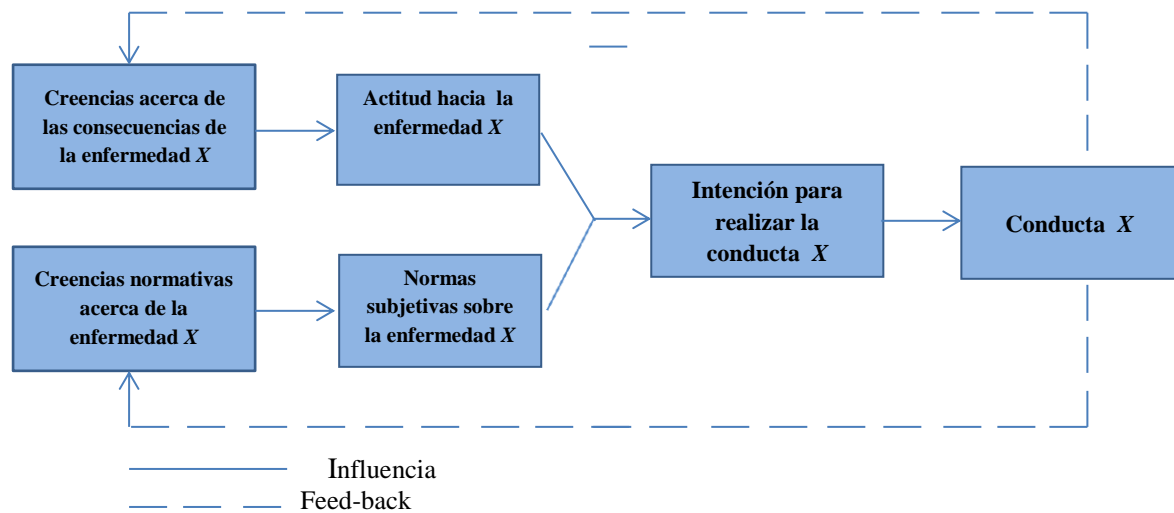 Creencias acerca de
las consecuencias de
la enfermedad X
Actitud hacia la
enfermedad X
Intención para
realizar la
conducta X
Conducta X
Creencias normativas
acerca de la
enfermedad X
Normas
subjetivas sobre
la enfermedad X
Influencia
Feed-back